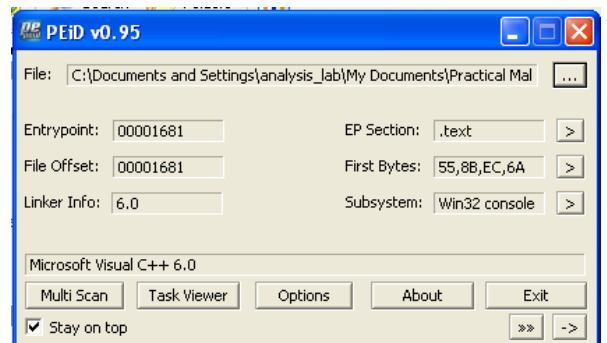 PEiD v0.95
File: C:\Documents and Settings\analysis_lab\My Documents\Practical Mal ...
Entrypoint: 00001681 EP Section: .text >
File Offset: 00001681 First Bytes: 55,8B,EC,6A >
Linker Info: 6.0 Subsystem: Win32 console >
Microsoft Visual C++ 6.0
Multi Scan Task Viewer Options About Exit
Stay on top >> ->